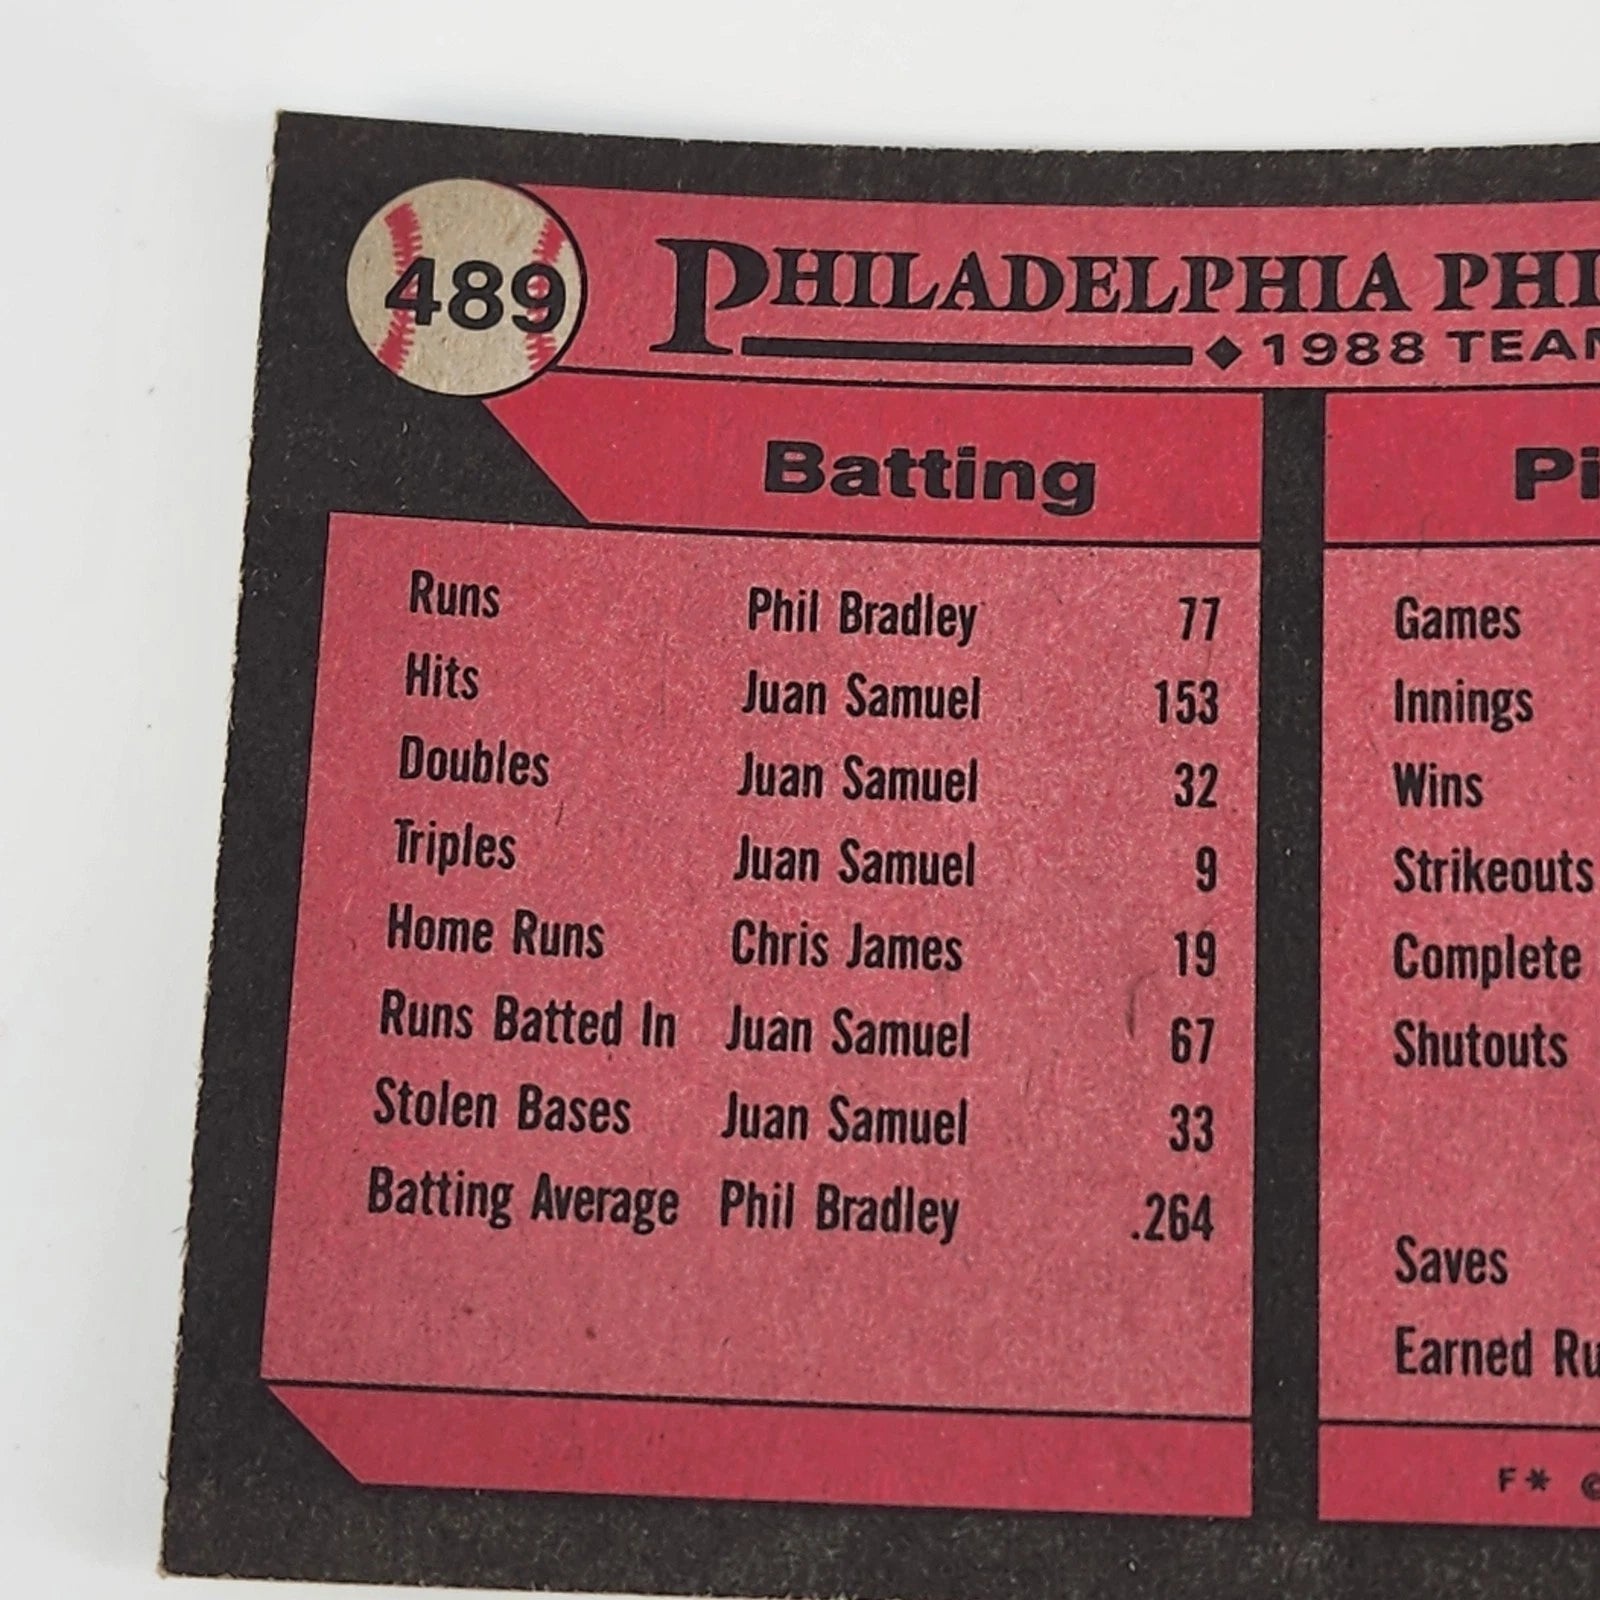 489
PHILADELPHIA PHI
1988 TEAM
Batting
Runs Phil Bradley 77
Hits Juan Samuel 153
Doubles Juan Samuel 32
Triples Juan Samuel 9
Home Runs Chris James 19
Runs Batted In Juan Samuel 67
Stolen Bases Juan Samuel 33
Batting Average Phil Bradley .264
Pi
Games
Innings
Wins
Strikeouts
Complete
Shutouts
Saves
Earned Ru
F* ©